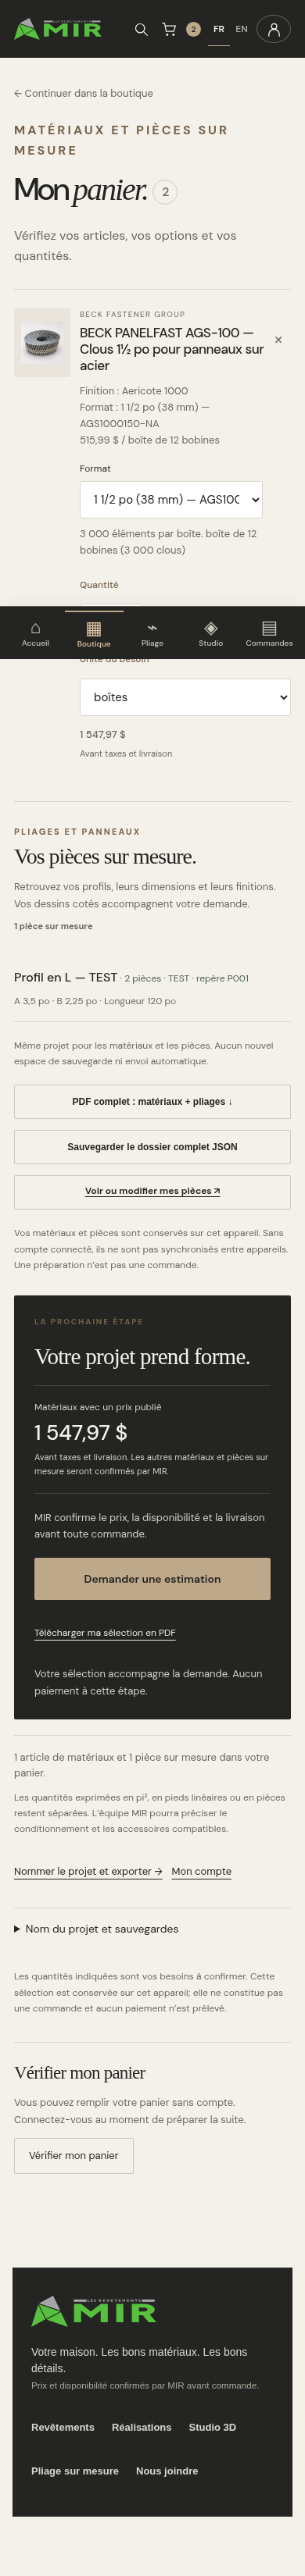 LES REVÊTEMENTS
MIR
2
FR
EN
← Continuer dans la boutique
MATÉRIAUX ET PIÈCES SUR
MESURE
Mon panier. 2
Vérifiez vos articles, vos options et vos
quantités.
BECK FASTENER GROUP
BECK PANELFAST AGS-100 —
Clous 1½ po pour panneaux sur
acier
×
Finition : Aericote 1000
Format : 1 1/2 po (38 mm) —
AGS1000150-NA
515,99 $ / boîte de 12 bobines
Format
1 1/2 po (38 mm) — AGS100
3 000 éléments par boîte. boîte de 12
bobines (3 000 clous)
Quantité
Accueil
Boutique
Pliage
Studio
Commandes
Unité du besoin
boîtes
1 547,97 $
Avant taxes et livraison
PLIAGES ET PANNEAUX
Vos pièces sur mesure.
Retrouvez vos profils, leurs dimensions et leurs finitions.
Vos dessins cotés accompagnent votre demande.
1 pièce sur mesure
Profil en L — TEST · 2 pièces · TEST · repère P001
A 3,5 po · B 2,25 po · Longueur 120 po
Même projet pour les matériaux et les pièces. Aucun nouvel
espace de sauvegarde ni envoi automatique.
PDF complet : matériaux + pliages ↓
Sauvegarder le dossier complet JSON
Voir ou modifier mes pièces ↗
Vos matériaux et pièces sont conservés sur cet appareil. Sans
compte connecté, ils ne sont pas synchronisés entre appareils.
Une préparation n'est pas une commande.
LA PROCHAINE ÉTAPE
Votre projet prend forme.
Matériaux avec un prix publié
1 547,97 $
Avant taxes et livraison. Les autres matériaux et pièces sur
mesure seront confirmés par MIR.
MIR confirme le prix, la disponibilité et la livraison
avant toute commande.
Demander une estimation
Télécharger ma sélection en PDF
Votre sélection accompagne la demande. Aucun
paiement à cette étape.
1 article de matériaux et 1 pièce sur mesure dans votre
panier.
Les quantités exprimées en pi², en pieds linéaires ou en pièces
restent séparées. L'équipe MIR pourra préciser le
conditionnement et les accessoires compatibles.
Nommer le projet et exporter → Mon compte
▶ Nom du projet et sauvegardes
Les quantités indiquées sont vos besoins à confirmer. Cette
sélection est conservée sur cet appareil; elle ne constitue pas
une commande et aucun paiement n'est prélevé.
Vérifier mon panier
Vous pouvez remplir votre panier sans compte.
Connectez-vous au moment de préparer la suite.
Vérifier mon panier
LES REVÊTEMENTS
MIR
Votre maison. Les bons matériaux. Les bons
détails.
Prix et disponibilité confirmés par MIR avant commande.
Revêtements Réalisations Studio 3D
Pliage sur mesure Nous joindre